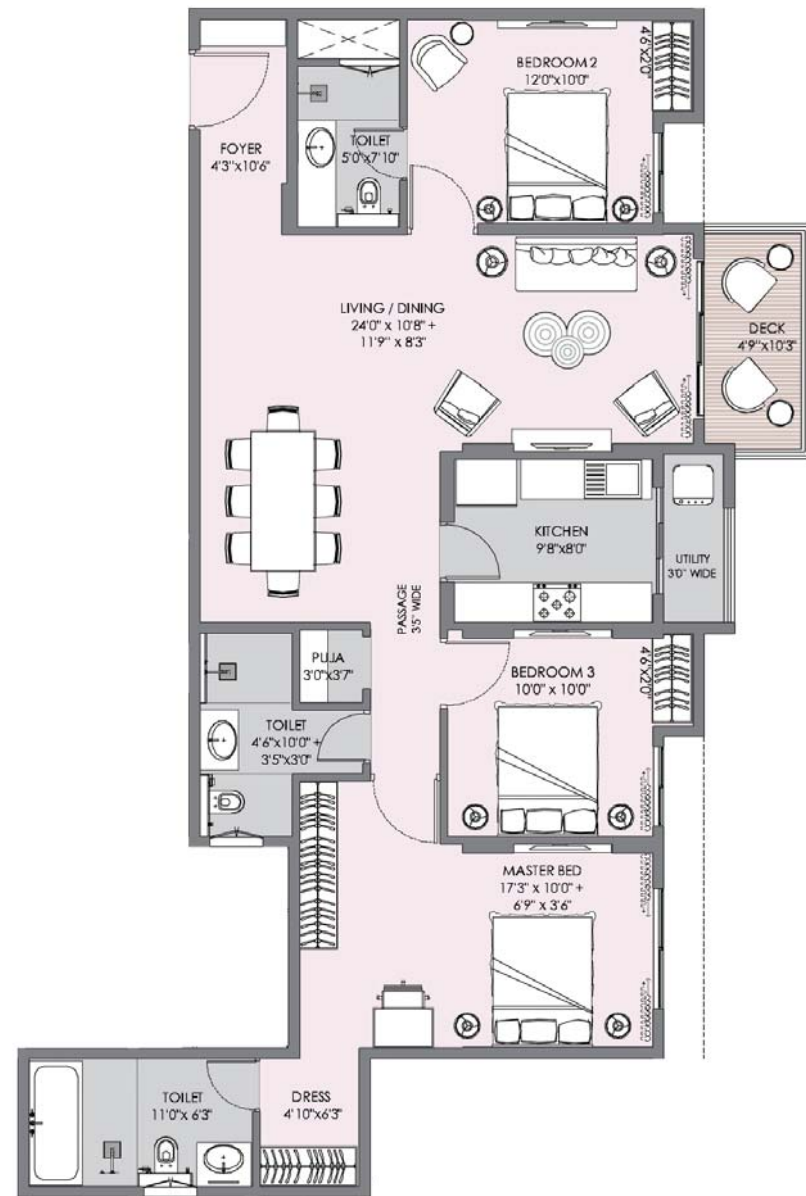 BEDROOM 2
12'0"x10'0"
4'6"x2'0"
FOYER
4'3"x10'6"
TOILET
5'0"x7'10"
LIVING / DINING
24'0" x 10'8" +
11'9" x 8'3"
DECK
4'9"x10'3"
KITCHEN
9'8"x8'0"
UTILITY
3'0" WIDE
PASSAGE
3'5" WIDE
PUJA
3'0"x3'7"
BEDROOM 3
10'0" x 10'0"
4'6"x2'0"
TOILET
4'6"x10'0" +
3'5"x3'0"
MASTER BED
17'3" x 10'0" +
6'9" x 3'6"
TOILET
11'0"x 6'3"
DRESS
4'10"x6'3"